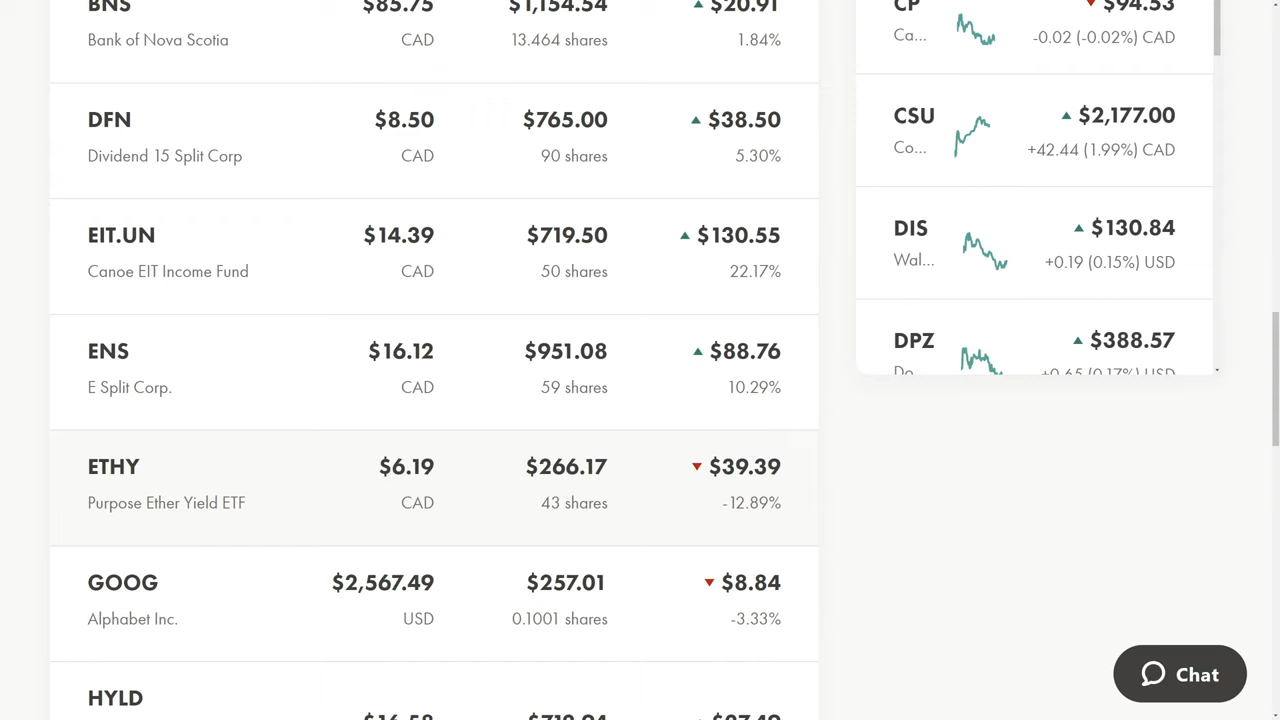 BNS $85.75 $1,154.54 $20.91
Bank of Nova Scotia CAD 13.464 shares 1.84%
DFN $8.50 $765.00 $38.50
Dividend 15 Split Corp CAD 90 shares 5.30%
EIT.UN $14.39 $719.50 $130.55
Canoe EIT Income Fund CAD 50 shares 22.17%
ENS $16.12 $951.08 $88.76
E Split Corp. CAD 59 shares 10.29%
ETHY $6.19 $266.17 $39.39
Purpose Ether Yield ETF CAD 43 shares -12.89%
GOOG $2,567.49 $257.01 $8.84
Alphabet Inc. USD 0.1001 shares -3.33%
HYLD
CP $94.53
Ca... -0.02 (-0.02%) CAD
CSU $2,177.00
Co... +42.44 (1.99%) CAD
DIS $130.84
Wal... +0.19 (0.15%) USD
DPZ $388.57
Do... +0.65 (0.17%) USD
Chat